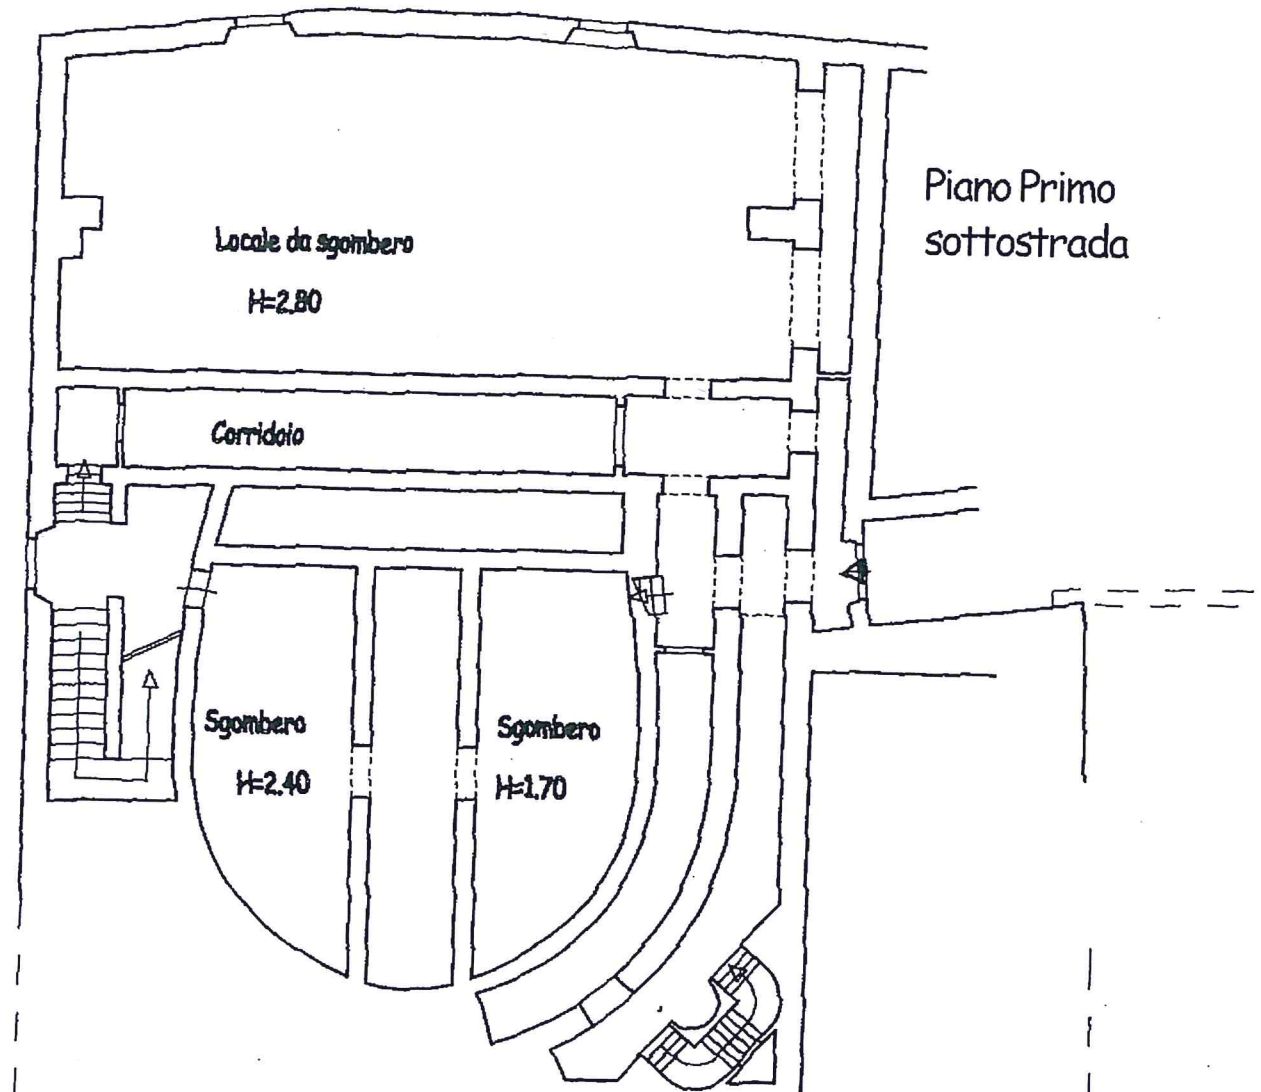 Piano Primo
sottostrada
Locale da sgombero
H=2.80
Corridoio
Sgombero
H=2.40
Sgombero
H=1.70